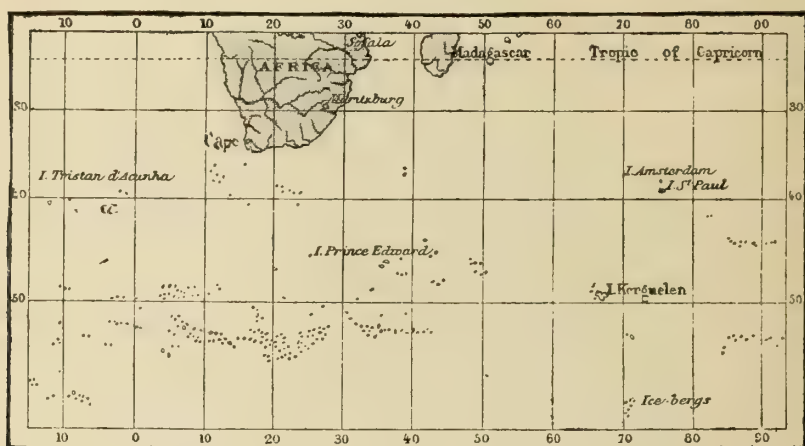 10 0 10 20 30 40 50 60 70 80 90
Sofala
Madagascar Tropic of Capricorn
AFRICA
30 Maritzburg 30
Cape
I. Tristan d'Acunha I. Amsterdam
40 I. St. Paul 40
I. Prince Edward
50 I. Kerguelen 50
Ice-bergs
10 0 10 20 30 40 50 60 70 80 90